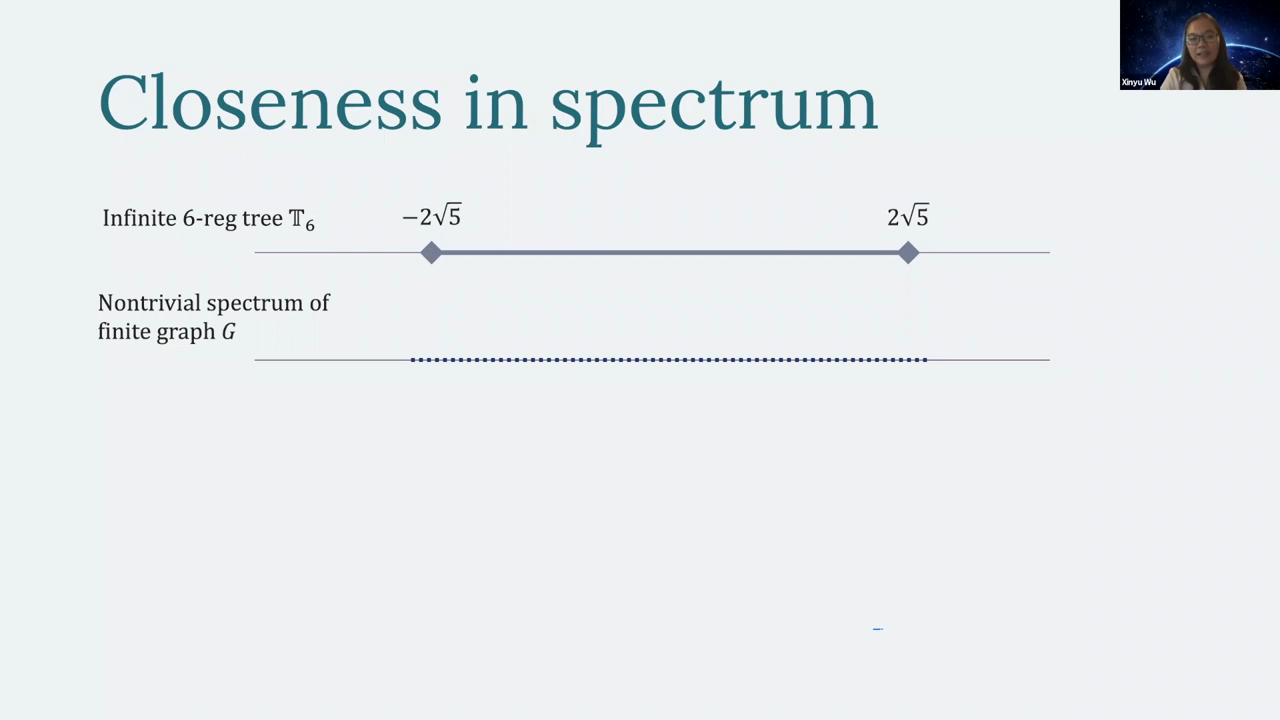 Closeness in spectrum
Xinyu Wu
Infinite 6-reg tree 𝕋₆
−2√5
2√5
Nontrivial spectrum of
finite graph G